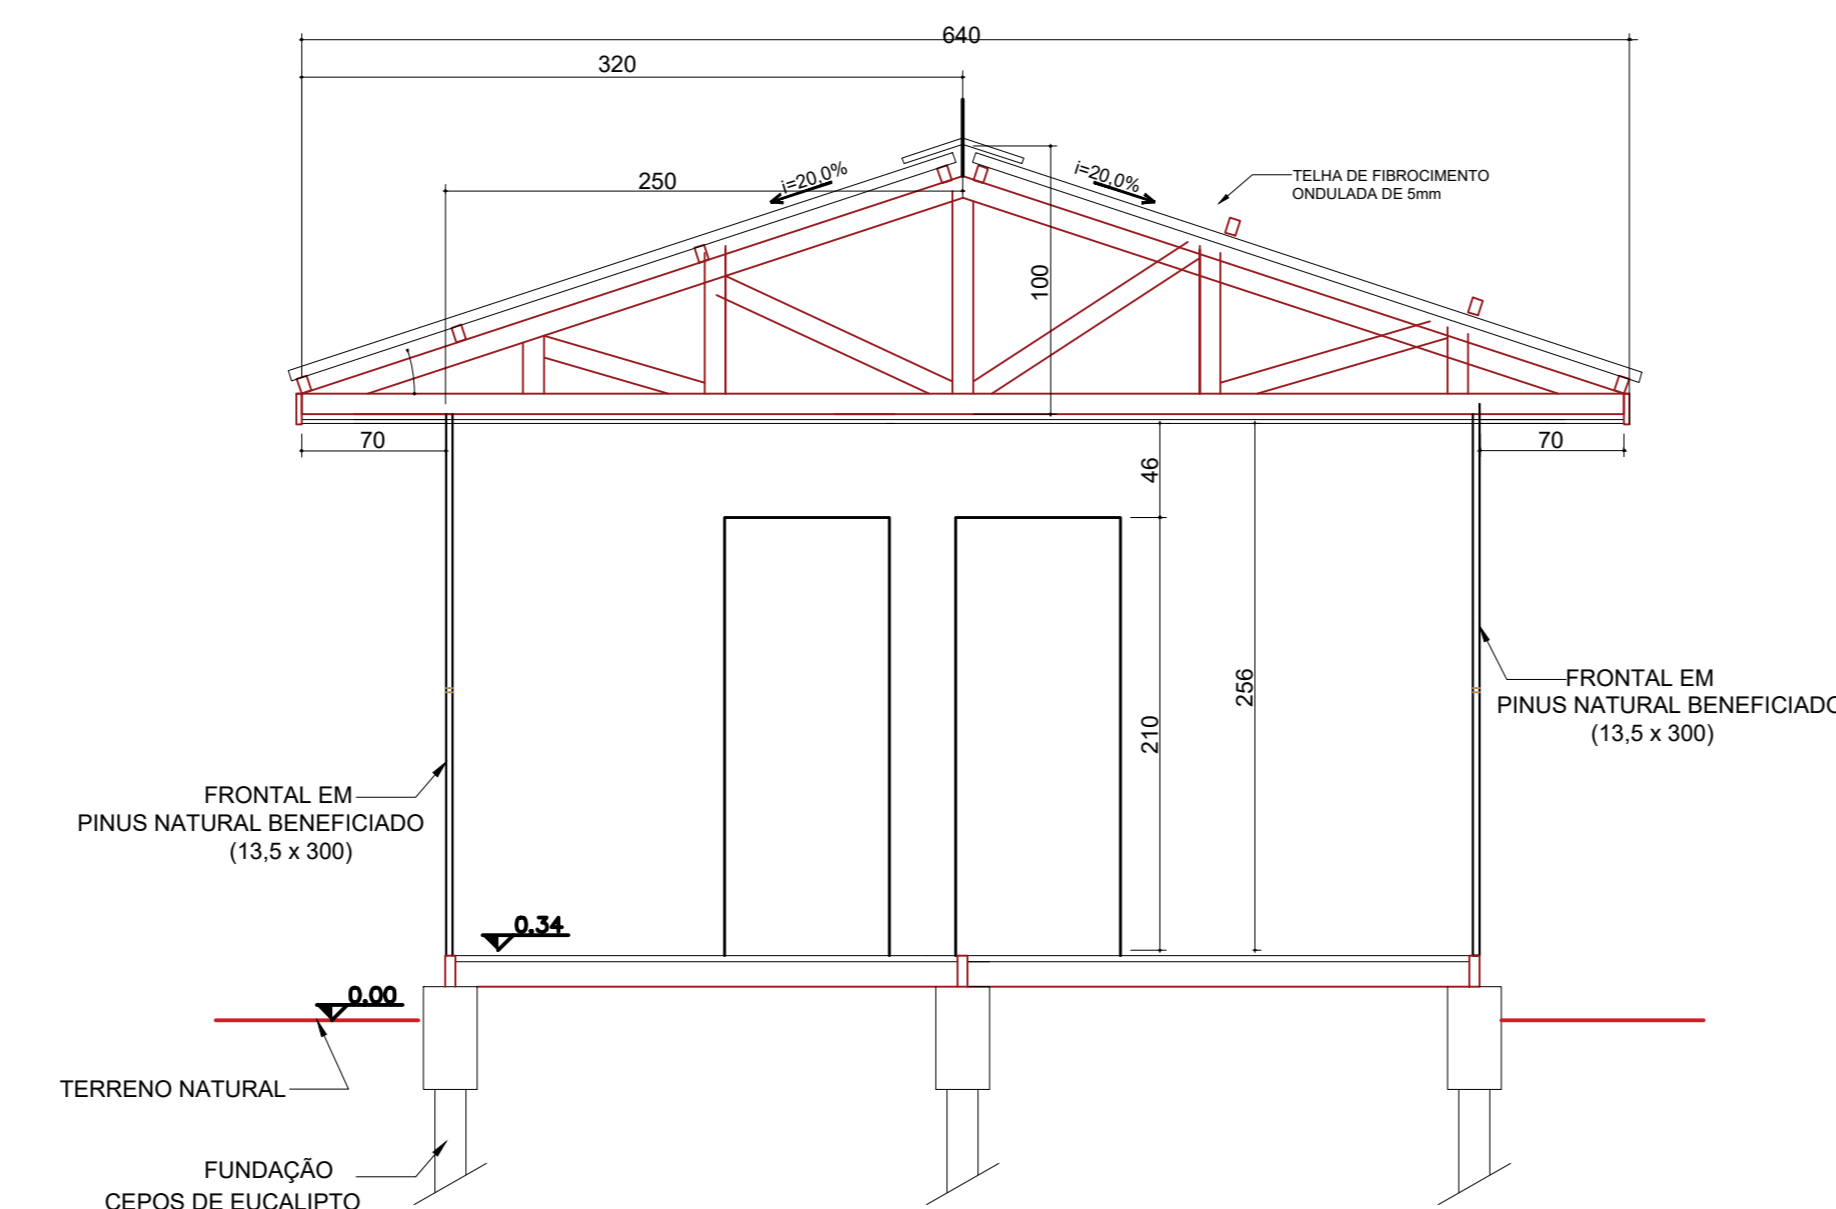 640
320
250
i=20,0%
i=20,0%
TELHA DE FIBROCIMENTO
ONDULADA DE 5mm
100
70
70
46
256
210
FRONTAL EM
PINUS NATURAL BENEFICIADO
(13,5 x 300)
FRONTAL EM
PINUS NATURAL BENEFICIADO
(13,5 x 300)
0.34
0.00
TERRENO NATURAL
FUNDAÇÃO
CEPOS DE EUCALIPTO